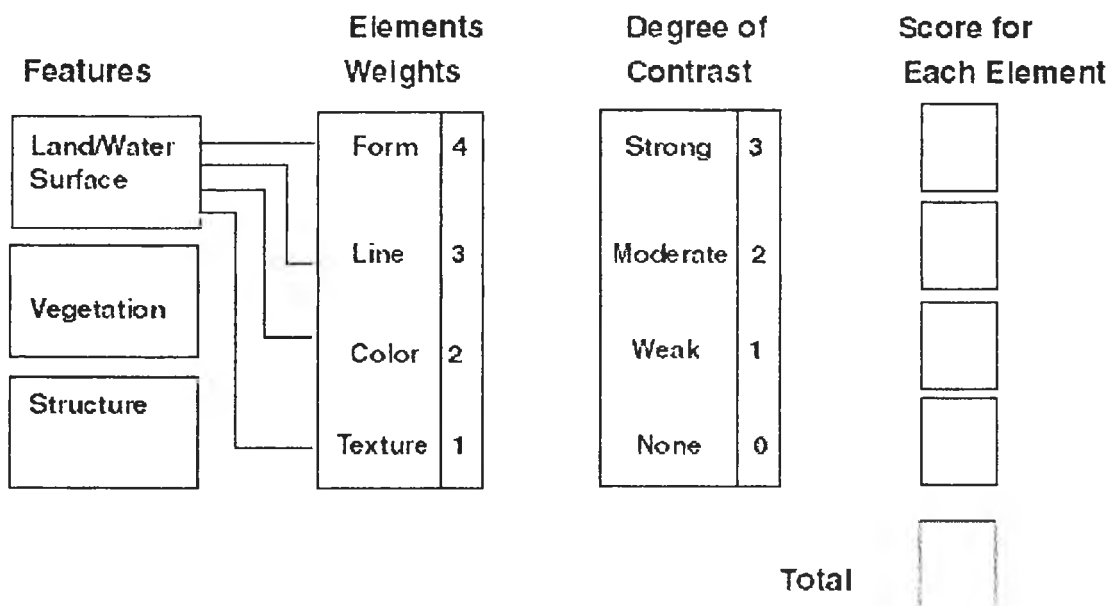 Features
Elements
Weights
Degree of
Contrast
Score for
Each Element
Land/Water
Surface
Vegetation
Structure
Form 4
Line 3
Color 2
Texture 1
Strong 3
Moderate 2
Weak 1
None 0
Total